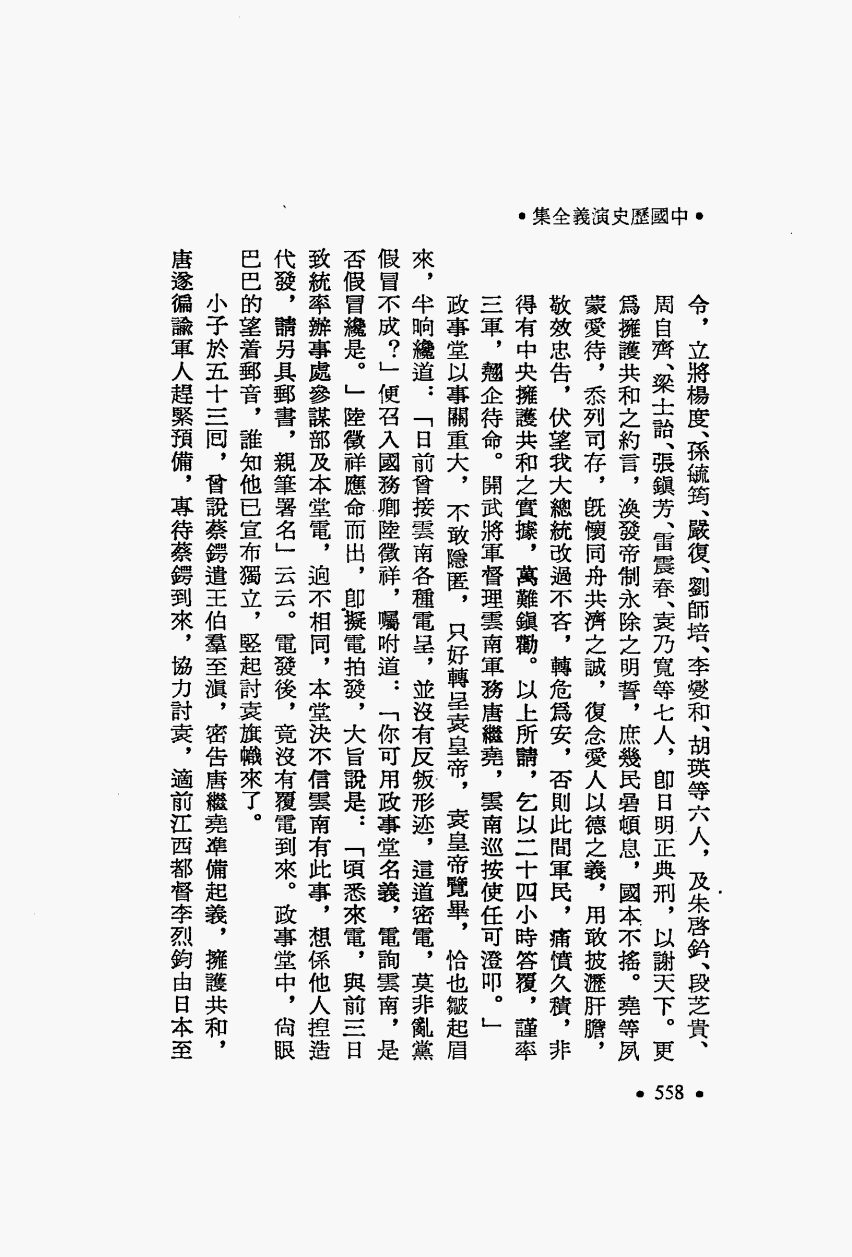 •中國歷史演義全集•
令，立將楊度、孫毓筠、嚴復、劉師培、李燮和、胡瑛等六人，及朱啓鈐、段芝貴、
周自齊、梁士詒、張鎮芳、雷震春、袁乃寬等七人，卽日明正典刑，以謝天下。更
爲擁護共和之約言，渙發帝制永除之明誓，庶幾民碞頓息，國本不搖。堯等夙
蒙愛待，忝列司存，旣懷同舟共濟之誠，復念愛人以德之義，用敢披瀝肝膽，
敬效忠告，伏望我大總統改過不吝，轉危爲安，否則此間軍民，痛憤久積，非
得有中央擁護共和之實據，萬難鎭勸。以上所請，乞以二十四小時答覆，謹率
三軍，翹企待命。開武將軍督理雲南軍務唐繼堯，雲南巡按使任可澄叩。」
政事堂以事關重大，不敢隱匿，只好轉呈袁皇帝，袁皇帝覽畢，恰也皺起眉
來，半晌纔道：「日前曾接雲南各種電呈，並沒有反叛形迹，這道密電，莫非亂黨
假冒不成？」便召入國務卿陸徵祥，囑咐道：「你可用政事堂名義，電詢雲南，是
否假冒纔是。」陸徵祥應命而出，卽擬電拍發，大旨說是：「頃悉來電，與前三日
致統率辦事處參謀部及本堂電，逈不相同，本堂決不信雲南有此事，想係他人捏造
代發，請另具郵書，親筆署名」云云。電發後，竟沒有覆電到來。政事堂中，尙眼
巴巴的望着郵音，誰知他已宣布獨立，竪起討袁旗幟來了。
小子於五十三回，曾說蔡鍔遣王伯羣至滇，密告唐繼堯準備起義，擁護共和，
唐遂徧諭軍人趕緊預備，專待蔡鍔到來，協力討袁，適前江西都督李烈鈞由日本至
•558•